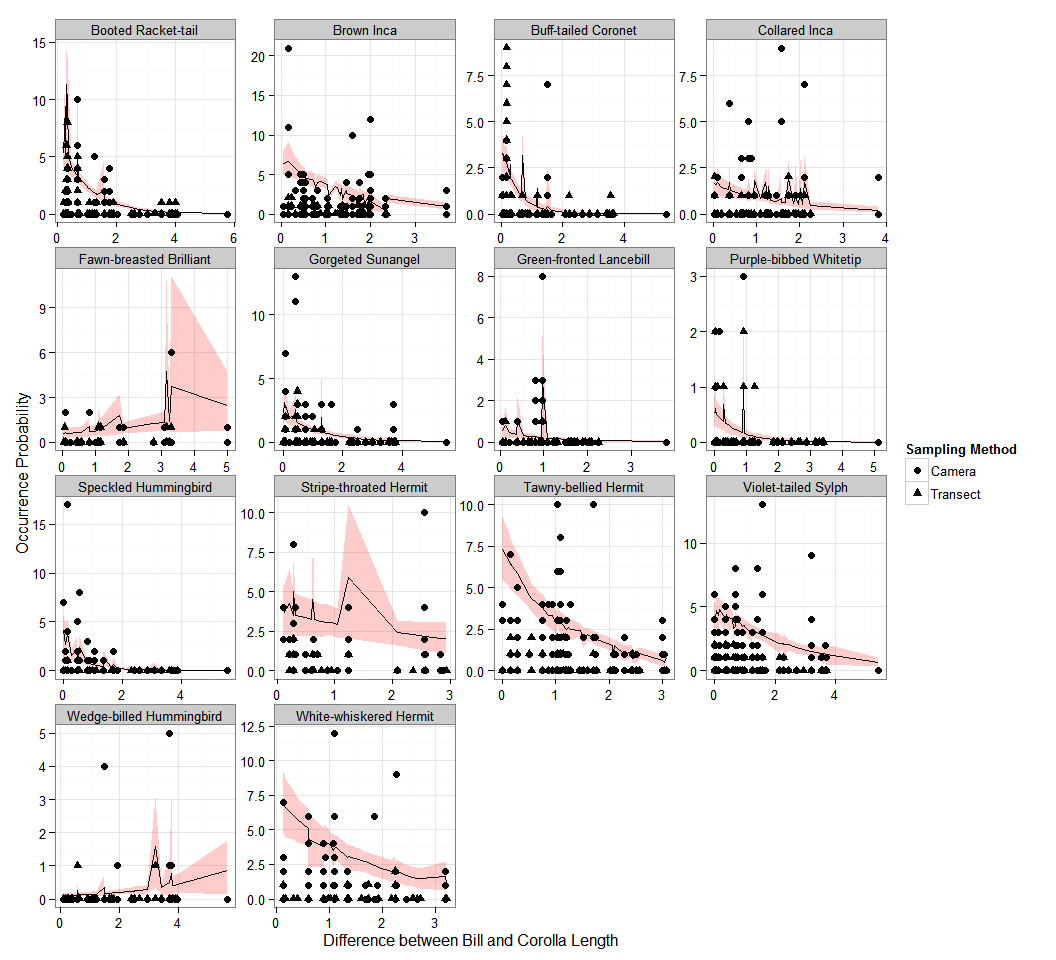 Booted Racket-tail
Brown Inca
Buff-tailed Coronet
Collared Inca
15
10
5
0
0 2 4 6
20
15
10
5
0
0 1 2 3
7.5
5.0
2.5
0.0
0 2 4
7.5
5.0
2.5
0.0
0 1 2 3 4
Fawn-breasted Brilliant
Gorgeted Sunangel
Green-fronted Lancebill
Purple-bibbed Whitetip
9
6
3
0
0 1 2 3 4 5
10
5
0
0 2 4
8
6
4
2
0
0 1 2 3
3
2
1
0
0 1 2 3 4 5
Speckled Hummingbird
Stripe-throated Hermit
Tawny-bellied Hermit
Violet-tailed Sylph
15
10
5
0
0 2 4
10.0
7.5
5.0
2.5
0.0
0 1 2 3
10.0
7.5
5.0
2.5
0.0
0 1 2 3
10
5
0
0 2 4
Wedge-billed Hummingbird
White-whiskered Hermit
5
4
3
2
1
0
0 2 4
12.5
10.0
7.5
5.0
2.5
0.0
0 1 2 3
Occurrence Probability
Difference between Bill and Corolla Length
Sampling Method
Camera
Transect